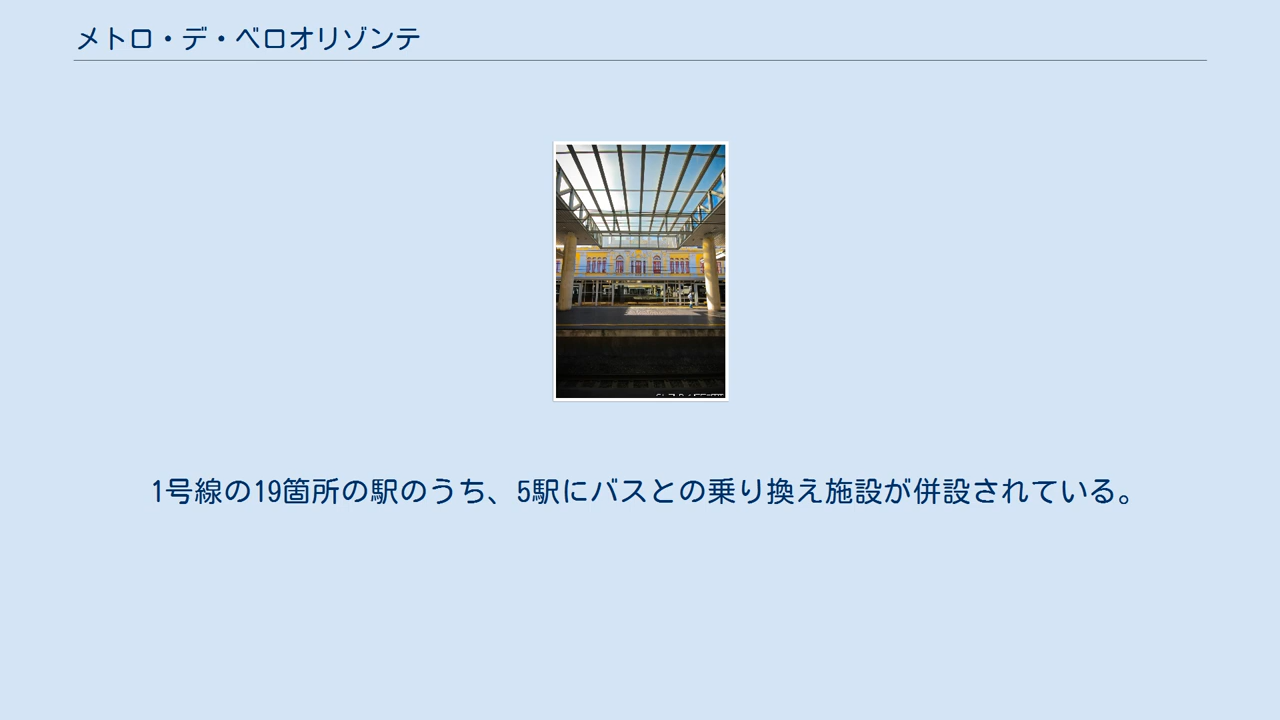 メトロ・デ・ベロオリゾンテ
1号線の19箇所の駅のうち、5駅にバスとの乗り換え施設が併設されている。